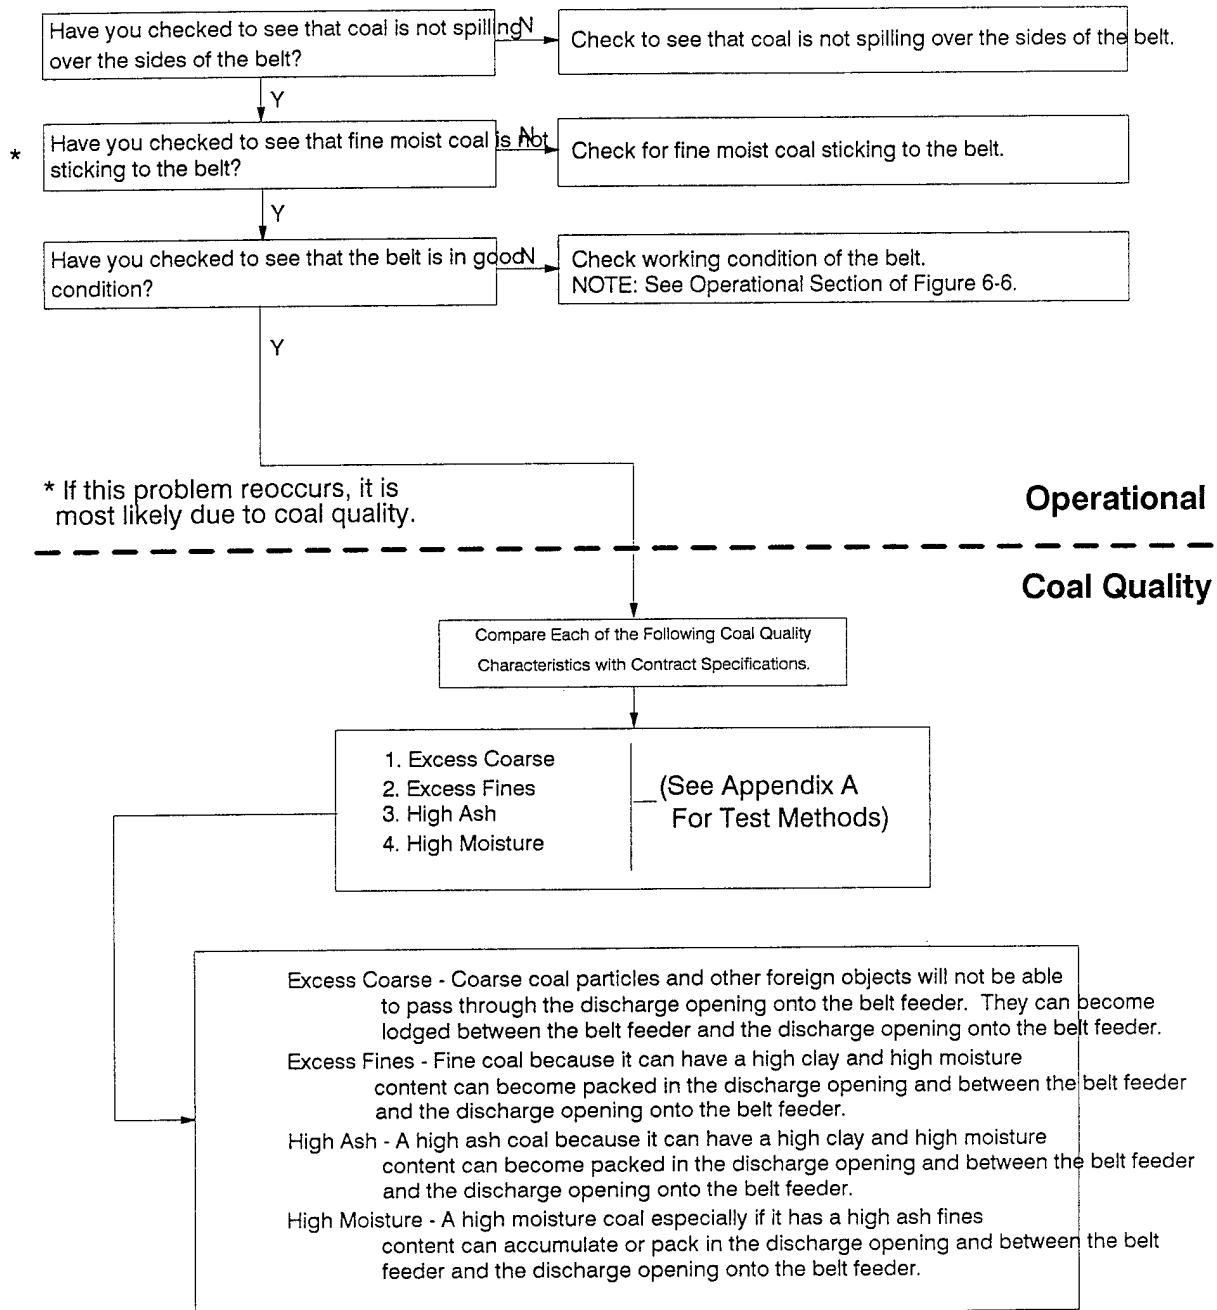 Have you checked to see that coal is not spilling
over the sides of the belt?
N
Check to see that coal is not spilling over the sides of the belt.
Y
*
Have you checked to see that fine moist coal is not
sticking to the belt?
N
Check for fine moist coal sticking to the belt.
Y
Have you checked to see that the belt is in good
condition?
N
Check working condition of the belt.
NOTE: See Operational Section of Figure 6-6.
Y
* If this problem reoccurs, it is
most likely due to coal quality.
Operational
Coal Quality
Compare Each of the Following Coal Quality
Characteristics with Contract Specifications.
1. Excess Coarse
2. Excess Fines
3. High Ash
4. High Moisture
(See Appendix A
For Test Methods)
Excess Coarse - Coarse coal particles and other foreign objects will not be able
to pass through the discharge opening onto the belt feeder. They can become
lodged between the belt feeder and the discharge opening onto the belt feeder.
Excess Fines - Fine coal because it can have a high clay and high moisture
content can become packed in the discharge opening and between the belt feeder
and the discharge opening onto the belt feeder.
High Ash - A high ash coal because it can have a high clay and high moisture
content can become packed in the discharge opening and between the belt feeder
and the discharge opening onto the belt feeder.
High Moisture - A high moisture coal especially if it has a high ash fines
content can accumulate or pack in the discharge opening and between the belt
feeder and the discharge opening onto the belt feeder.